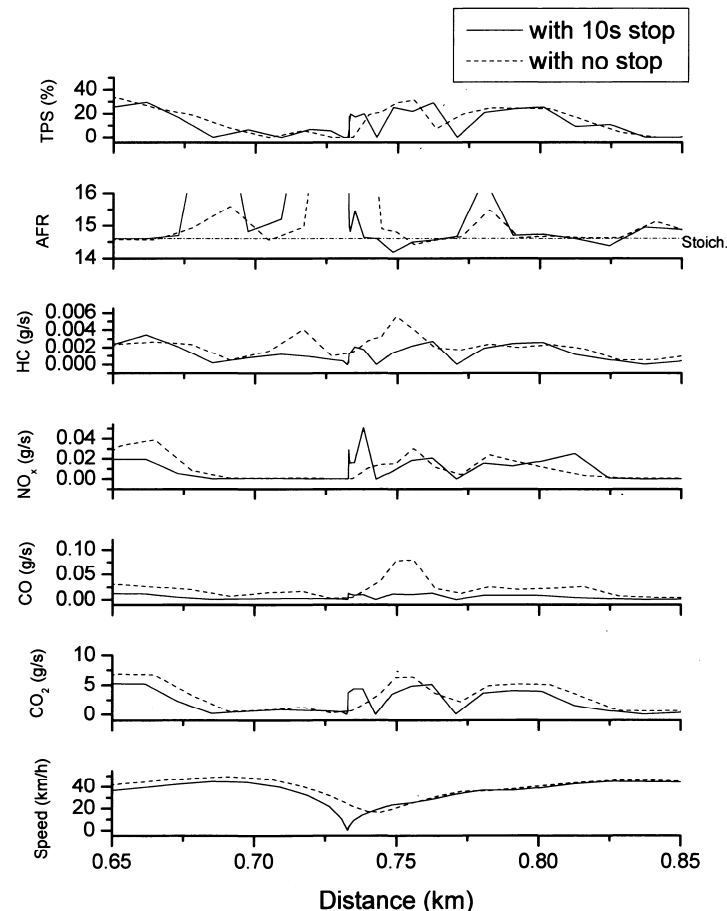 with 10s stop
with no stop
TPS (%)
40
20
0
AFR
16
15
14
Stoich.
HC (g/s)
0.006
0.004
0.002
0.000
NOx (g/s)
0.04
0.02
0.00
CO (g/s)
0.10
0.05
0.00
CO2 (g/s)
10
5
0
Speed (km/h)
40
20
0
0.65 0.70 0.75 0.80 0.85
Distance (km)